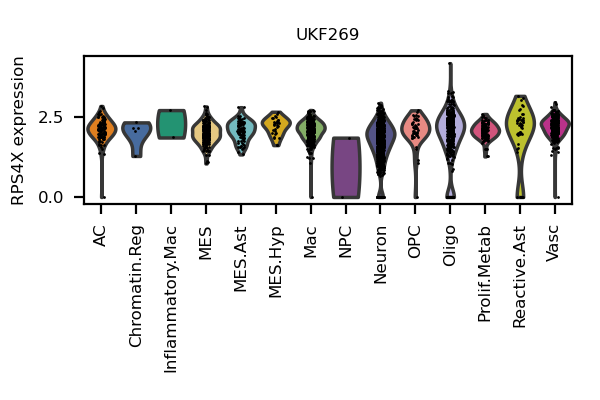 UKF269
RPS4X expression
2.5
0.0
AC
Chromatin.Reg
Inflammatory.Mac
MES
MES.Ast
MES.Hyp
Mac
NPC
Neuron
OPC
Oligo
Prolif.Metab
Reactive.Ast
Vasc